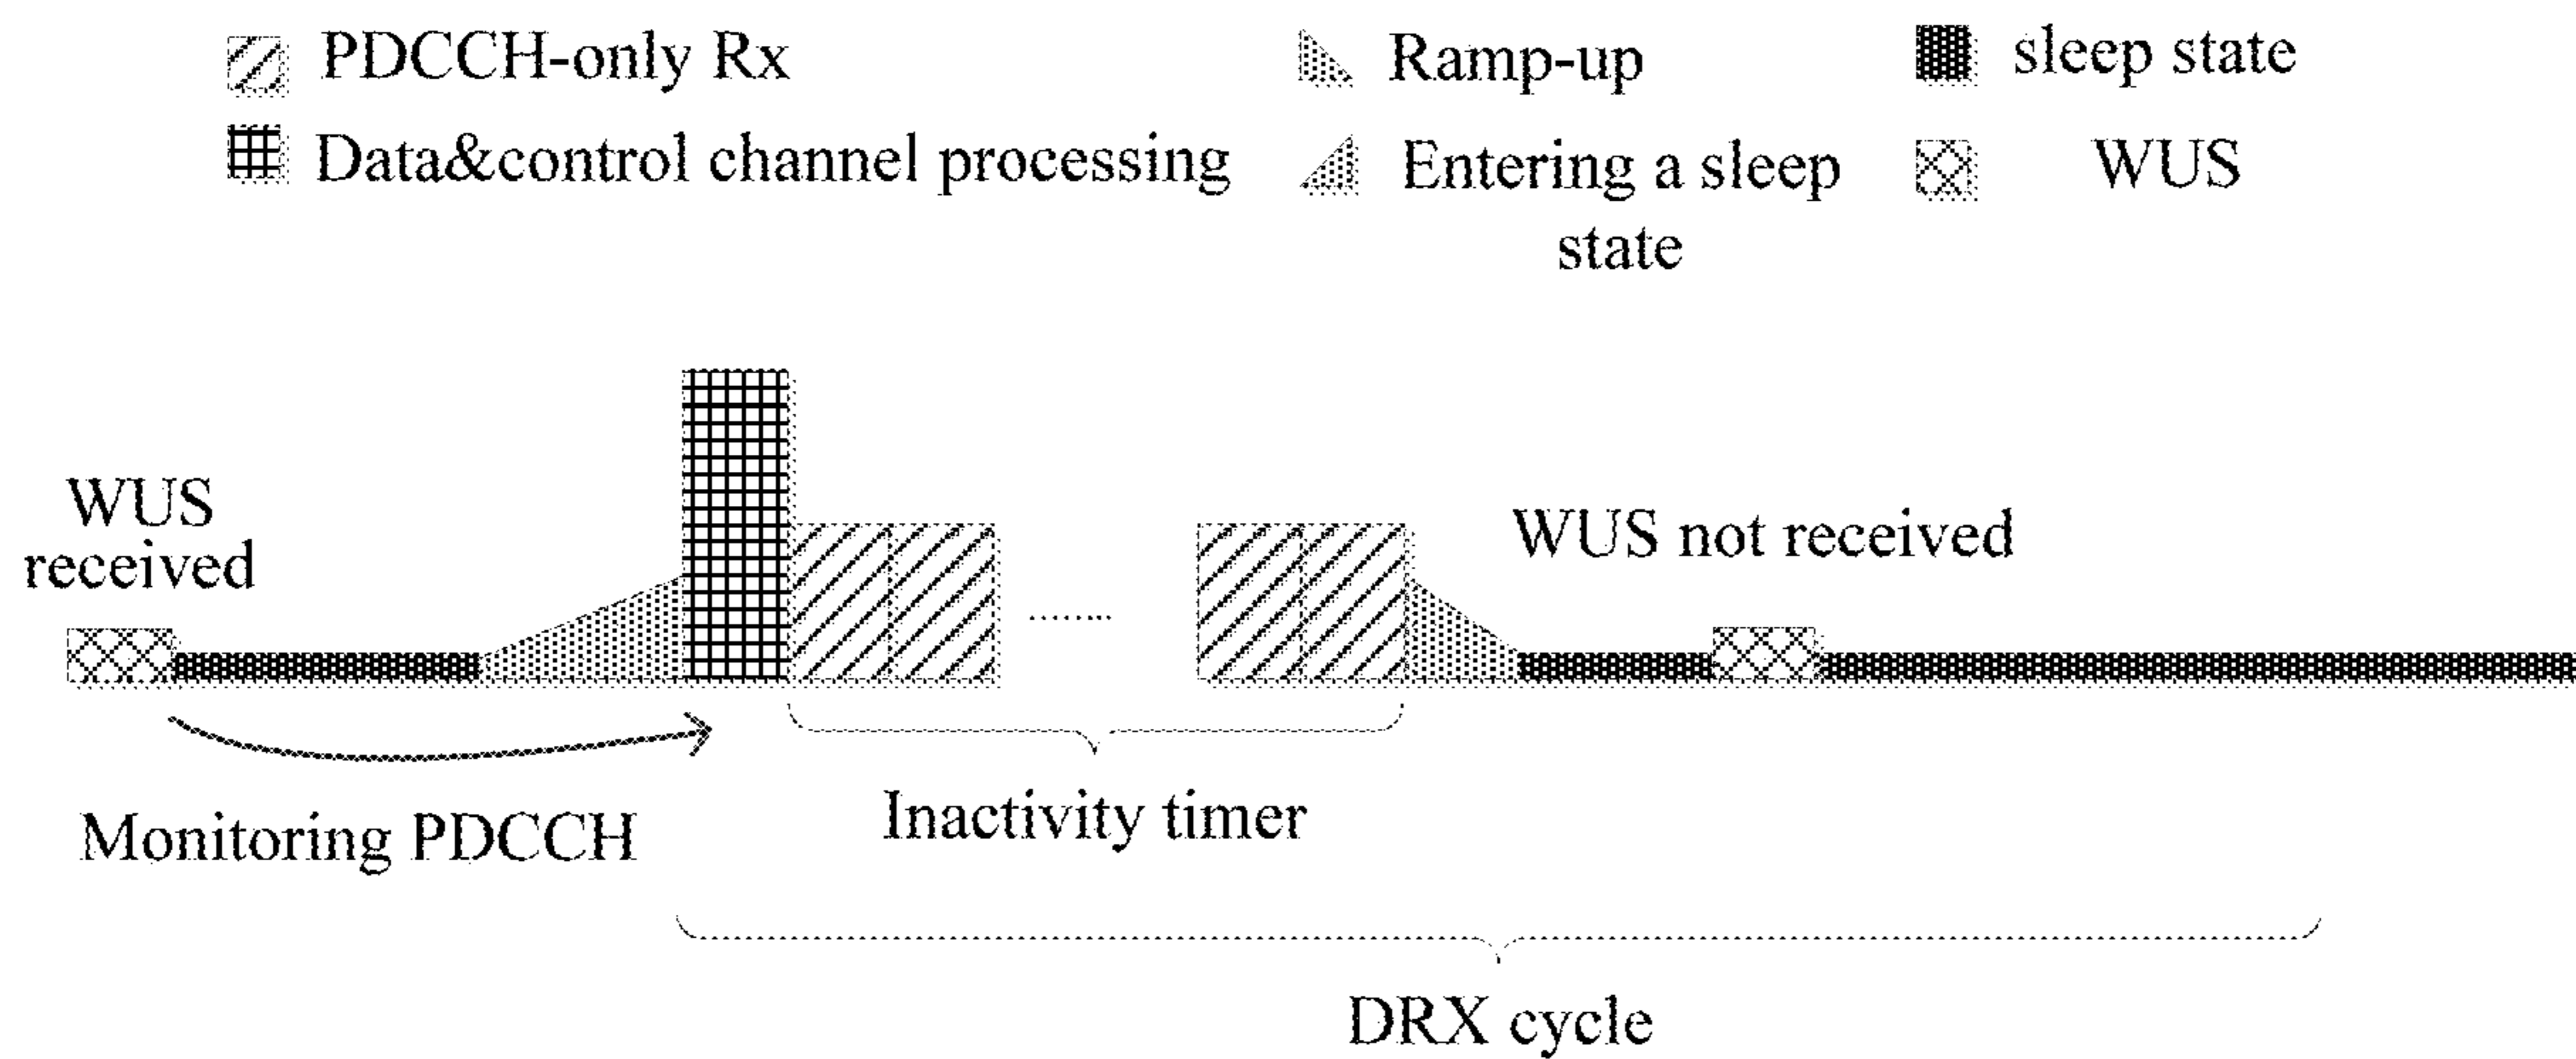 PDCCH-only Rx
Ramp-up
sleep state
Data&control channel processing
Entering a sleep
state
WUS
WUS
received
WUS not received
.......
Monitoring PDCCH
Inactivity timer
DRX cycle